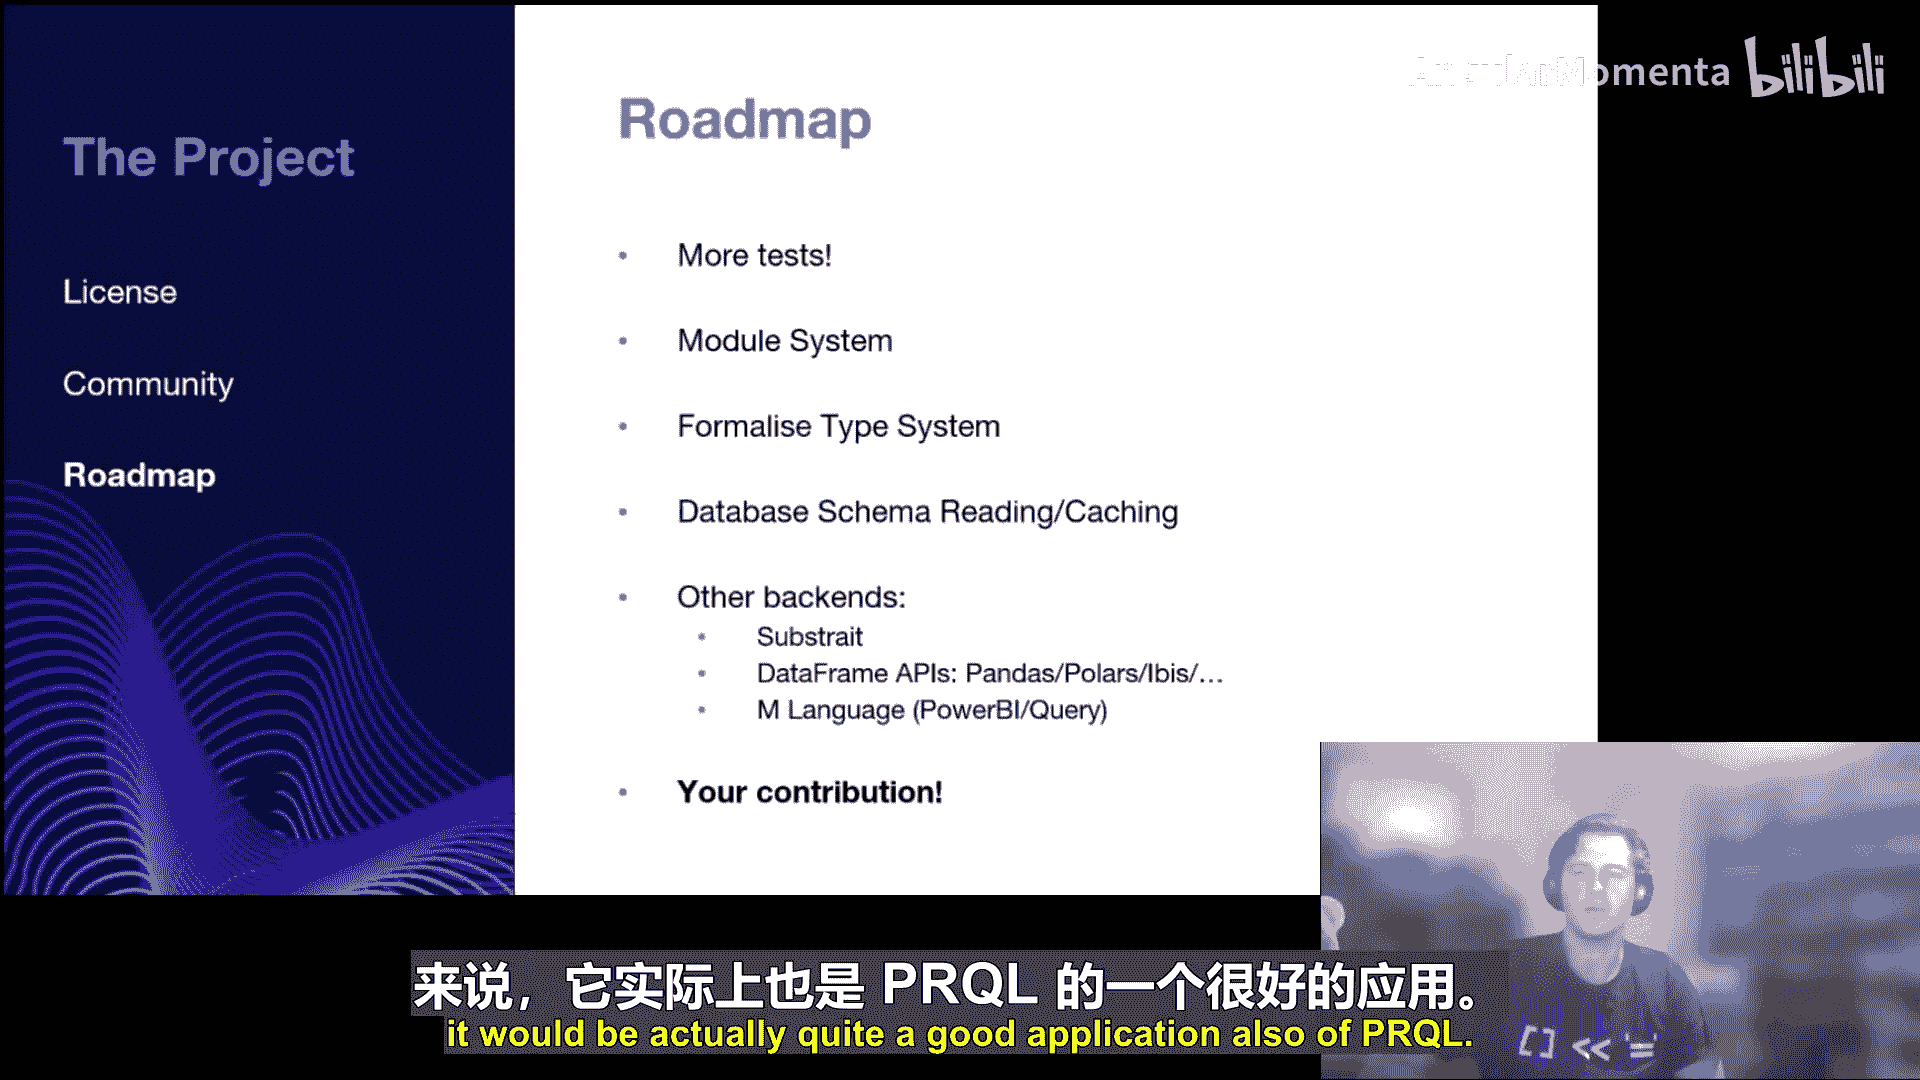 The Project
License
Community
Roadmap
Roadmap
• More tests!
• Module System
• Formalise Type System
• Database Schema Reading/Caching
• Other backends:
• Substrait
• DataFrame APIs: Pandas/Polars/Ibis/...
• M Language (PowerBI/Query)
• Your contribution!
bilibili
来说，它实际上也是 PRQL 的一个很好的应用。
it would be actually quite a good application also of PRQL.
[] << '='